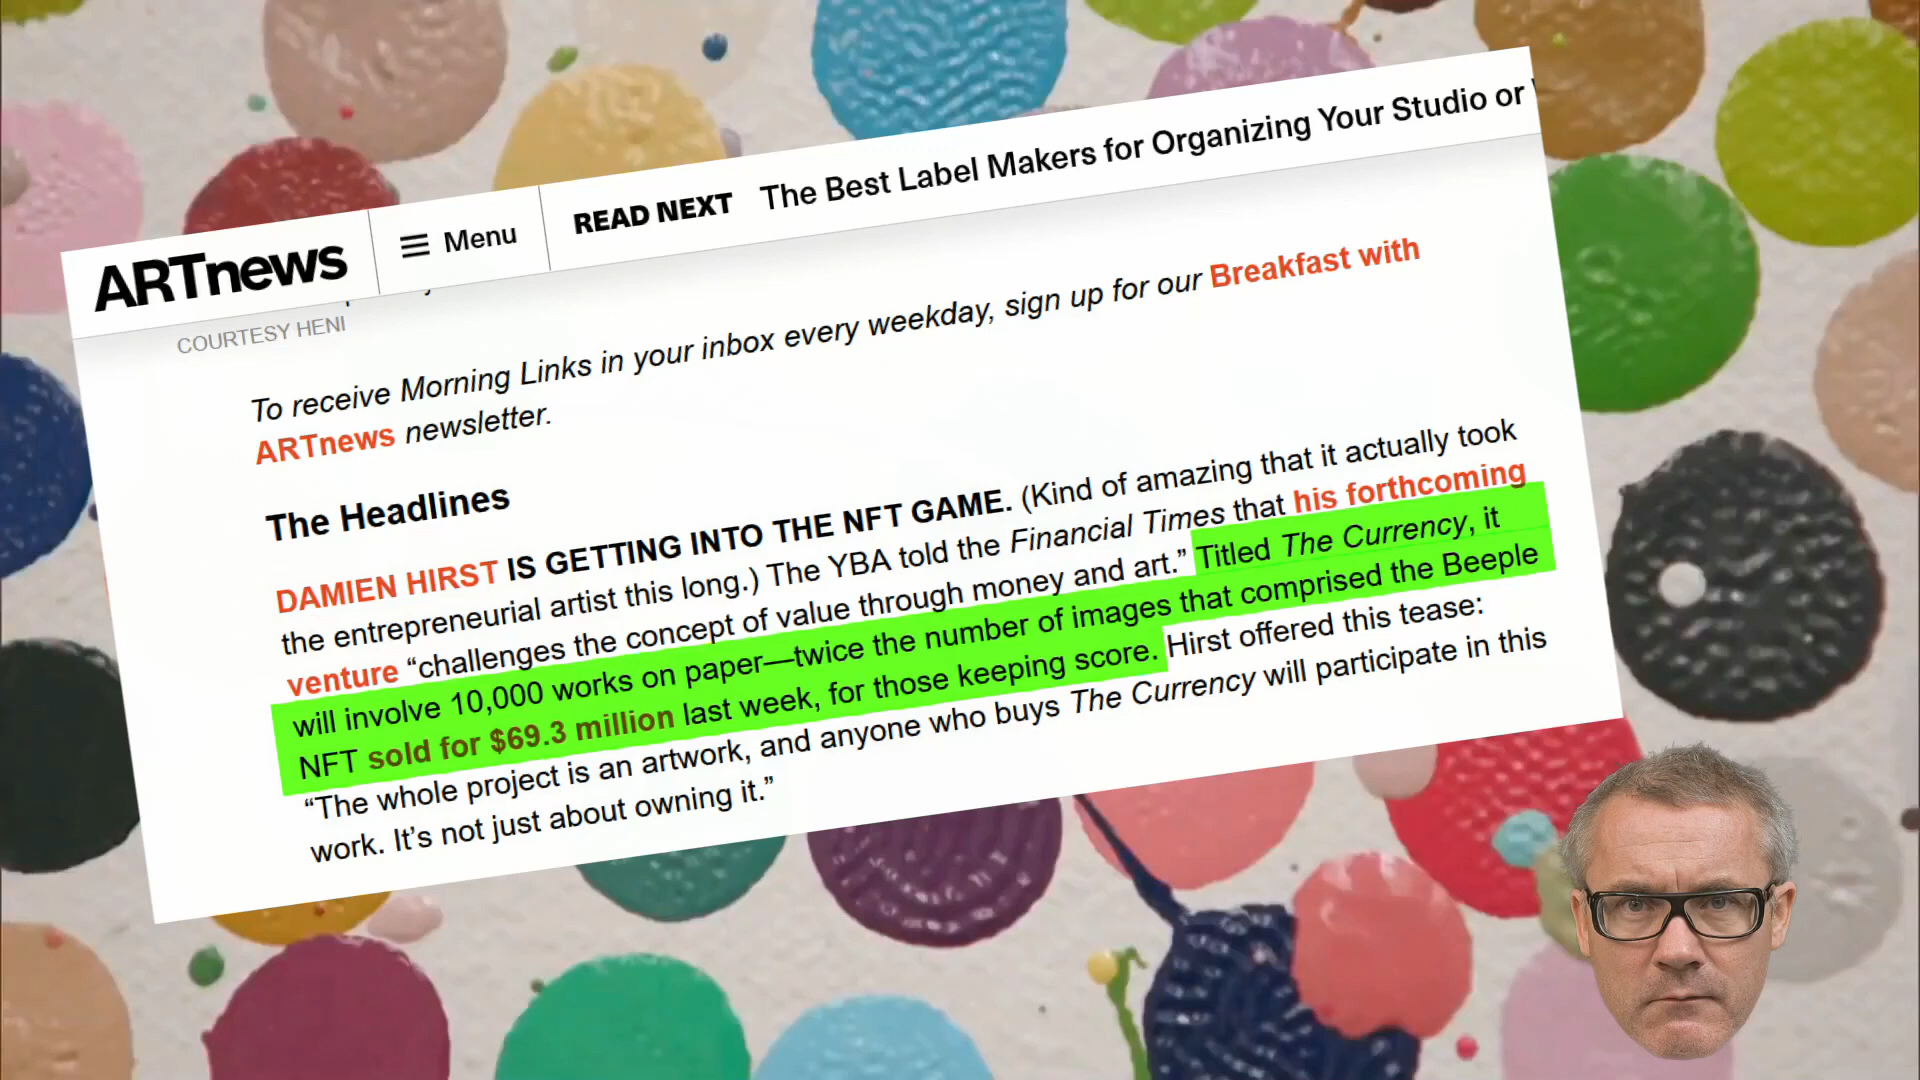 ARTnews
Menu
READ NEXT The Best Label Makers for Organizing Your Studio or
COURTESY HENI
To receive Morning Links in your inbox every weekday, sign up for our Breakfast with
ARTnews newsletter.
The Headlines
DAMIEN HIRST IS GETTING INTO THE NFT GAME. (Kind of amazing that it actually took
the entrepreneurial artist this long.) The YBA told the Financial Times that his forthcoming
venture “challenges the concept of value through money and art.” Titled The Currency, it
will involve 10,000 works on paper—twice the number of images that comprised the Beeple
NFT sold for $69.3 million last week, for those keeping score. Hirst offered this tease:
“The whole project is an artwork, and anyone who buys The Currency will participate in this
work. It’s not just about owning it.”